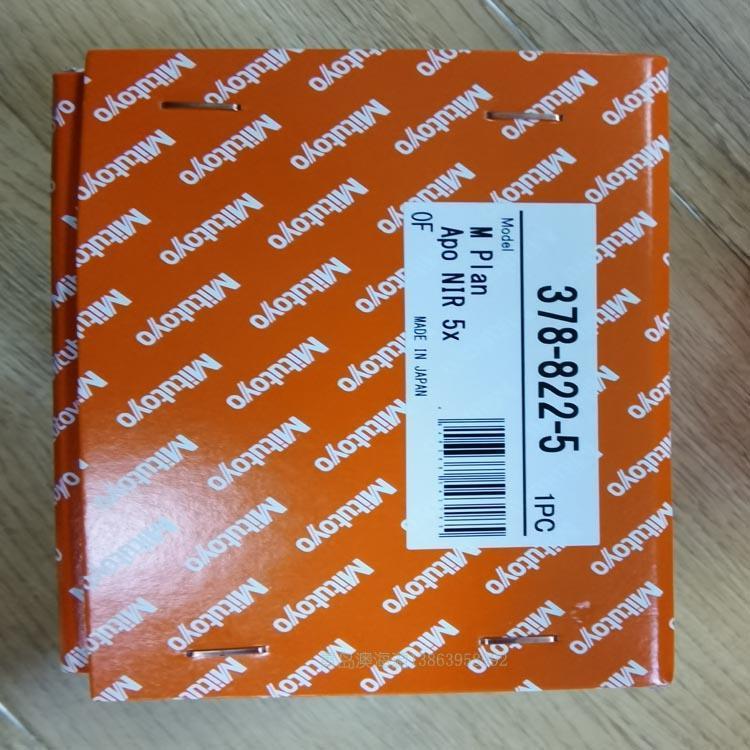 Mitutoyo
Model
378-822-5
1PC
M Plan
Apo NIR 5x
OF
MADE IN JAPAN